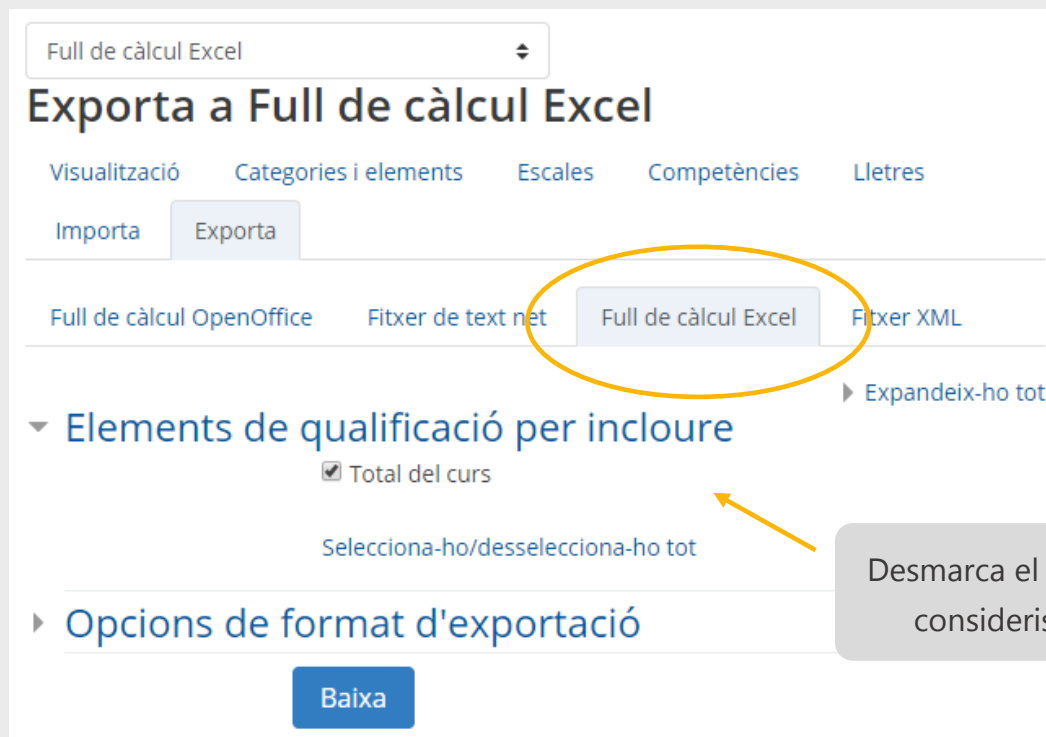 Full de càlcul Excel
Exporta a Full de càlcul Excel
Visualització Categories i elements Escales Competències Lletres
Importa Exporta
Full de càlcul OpenOffice Fitxer de text net Full de càlcul Excel Fitxer XML
Expandeix-ho tot
Elements de qualificació per incloure
Total del curs
Selecciona-ho/desselecciona-ho tot
Desmarca el
consideris
Opcions de format d'exportació
Baixa